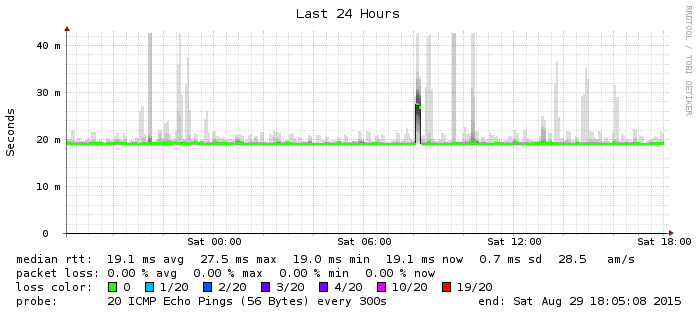 Last 24 Hours
RRDTOOL / TOBI OETIKER
Seconds
40 m
30 m
20 m
10 m
0
Sat 00:00 Sat 06:00 Sat 12:00 Sat 18:00
median rtt: 19.1 ms avg 27.5 ms max 19.0 ms min 19.1 ms now 0.7 ms sd 28.5 am/s
packet loss: 0.00 % avg 0.00 % max 0.00 % min 0.00 % now
loss color: 0 1/20 2/20 3/20 4/20 10/20 19/20
probe: 20 ICMP Echo Pings (56 Bytes) every 300s end: Sat Aug 29 18:05:08 2015